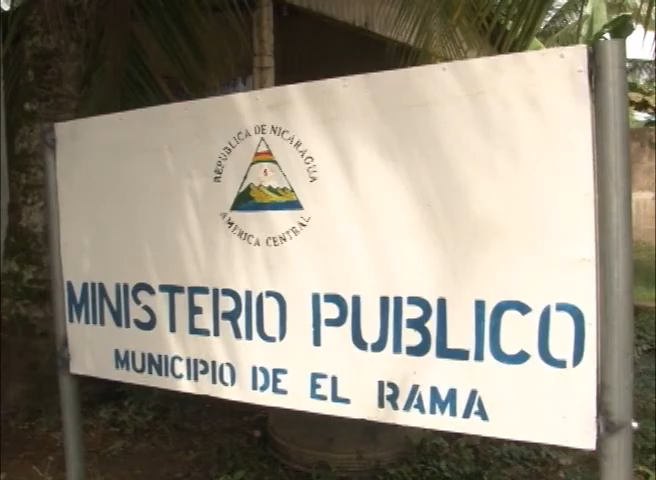 REPUBLICA DE NICARAGUA
AMERICA CENTRAL
MINISTERIO PUBLICO
MUNICIPIO DE EL RAMA